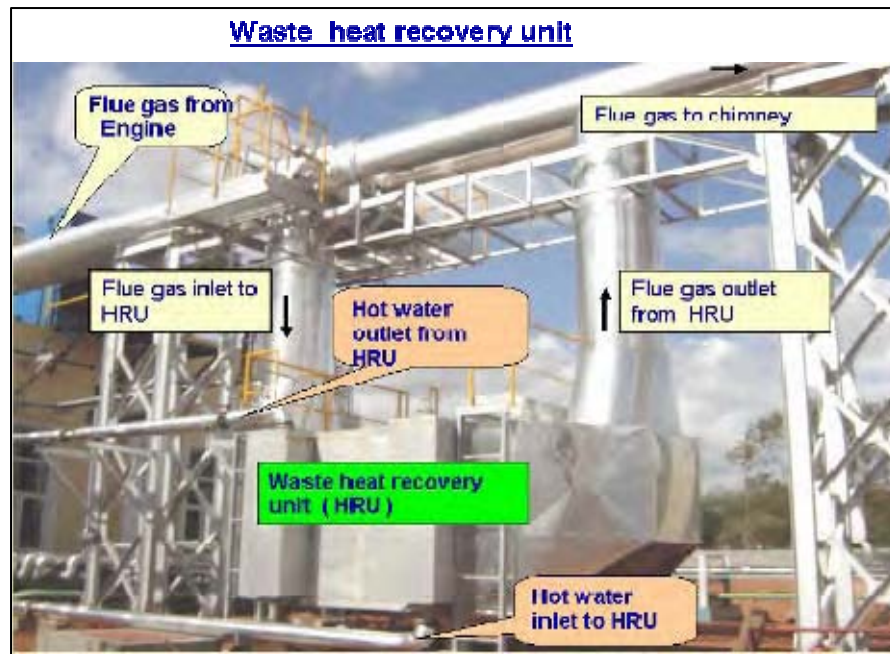 Waste heat recovery unit
Flue gas from
Engine
Flue gas to chimney
Flue gas inlet to
HRU
Hot water
outlet from
HRU
Flue gas outlet
from HRU
Waste heat recovery
unit ( HRU )
Hot water
inlet to HRU